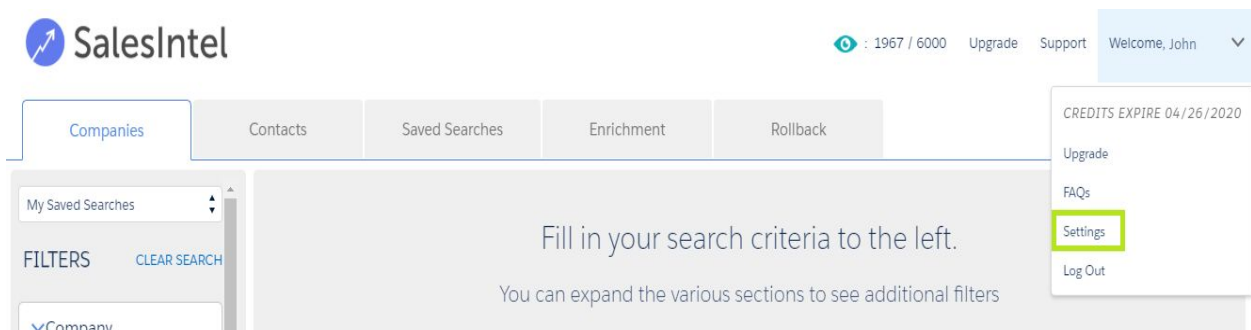 SalesIntel
: 1967 / 6000 Upgrade Support Welcome, John
CREDITS EXPIRE 04/26/2020
Upgrade
FAQs
Settings
Log Out
Companies Contacts Saved Searches Enrichment Rollback
My Saved Searches
FILTERS CLEAR SEARCH
Company
Fill in your search criteria to the left.
You can expand the various sections to see additional filters